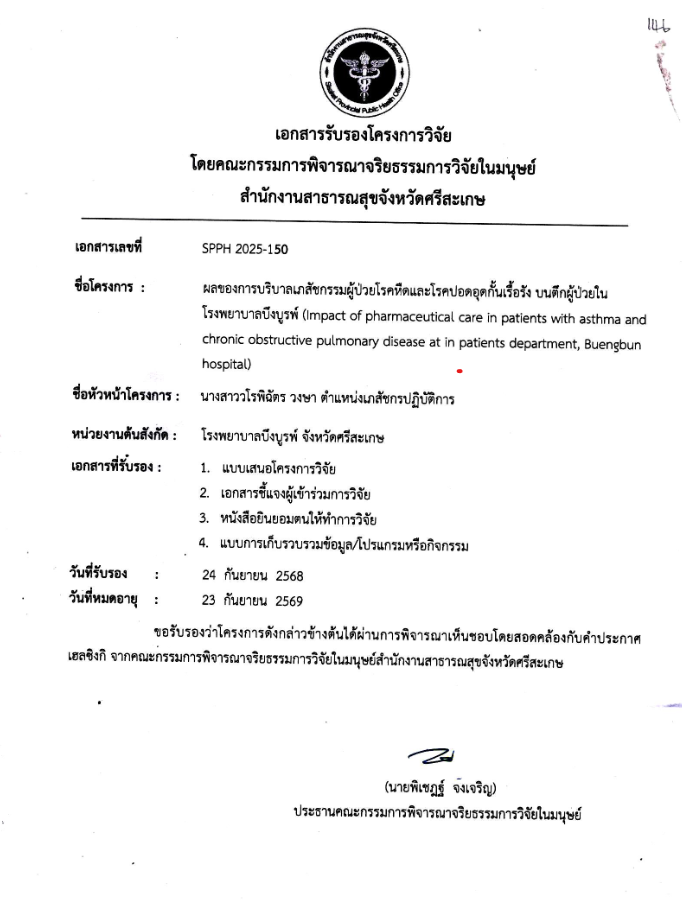 146
สำนักงานสาธารณสุขจังหวัดศรีสะเกษ
Sisaket Provincial Public Health Office
เอกสารรับรองโครงการวิจัย
โดยคณะกรรมการพิจารณาจริยธรรมการวิจัยในมนุษย์
สำนักงานสาธารณสุขจังหวัดศรีสะเกษ
เอกสารเลขที่ SPPH 2025-150
ชื่อโครงการ : ผลของการบริบาลเภสัชกรรมผู้ป่วยโรคหืดและโรคปอดอุดกั้นเรื้อรัง บนตึกผู้ป่วยใน
โรงพยาบาลบึงบูรพ์ (Impact of pharmaceutical care in patients with asthma and
chronic obstructive pulmonary disease at in patients department, Buengbun
hospital)
ชื่อหัวหน้าโครงการ : นางสาววโรพิฉัตร วงษา ตำแหน่งเภสัชกรปฏิบัติการ
หน่วยงานต้นสังกัด : โรงพยาบาลบึงบูรพ์ จังหวัดศรีสะเกษ
เอกสารที่รับรอง : 1. แบบเสนอโครงการวิจัย
2. เอกสารชี้แจงผู้เข้าร่วมการวิจัย
3. หนังสือยินยอมตนให้ทำการวิจัย
4. แบบการเก็บรวบรวมข้อมูล/โปรแกรมหรือกิจกรรม
วันที่รับรอง : 24 กันยายน 2568
วันที่หมดอายุ : 23 กันยายน 2569
ขอรับรองว่าโครงการดังกล่าวข้างต้นได้ผ่านการพิจารณาเห็นชอบโดยสอดคล้องกับคำประกาศ
เฮลซิงกิ จากคณะกรรมการพิจารณาจริยธรรมการวิจัยในมนุษย์สำนักงานสาธารณสุขจังหวัดศรีสะเกษ
(นายพิเชฏฐ์ จงเจริญ)
ประธานคณะกรรมการพิจารณาจริยธรรมการวิจัยในมนุษย์